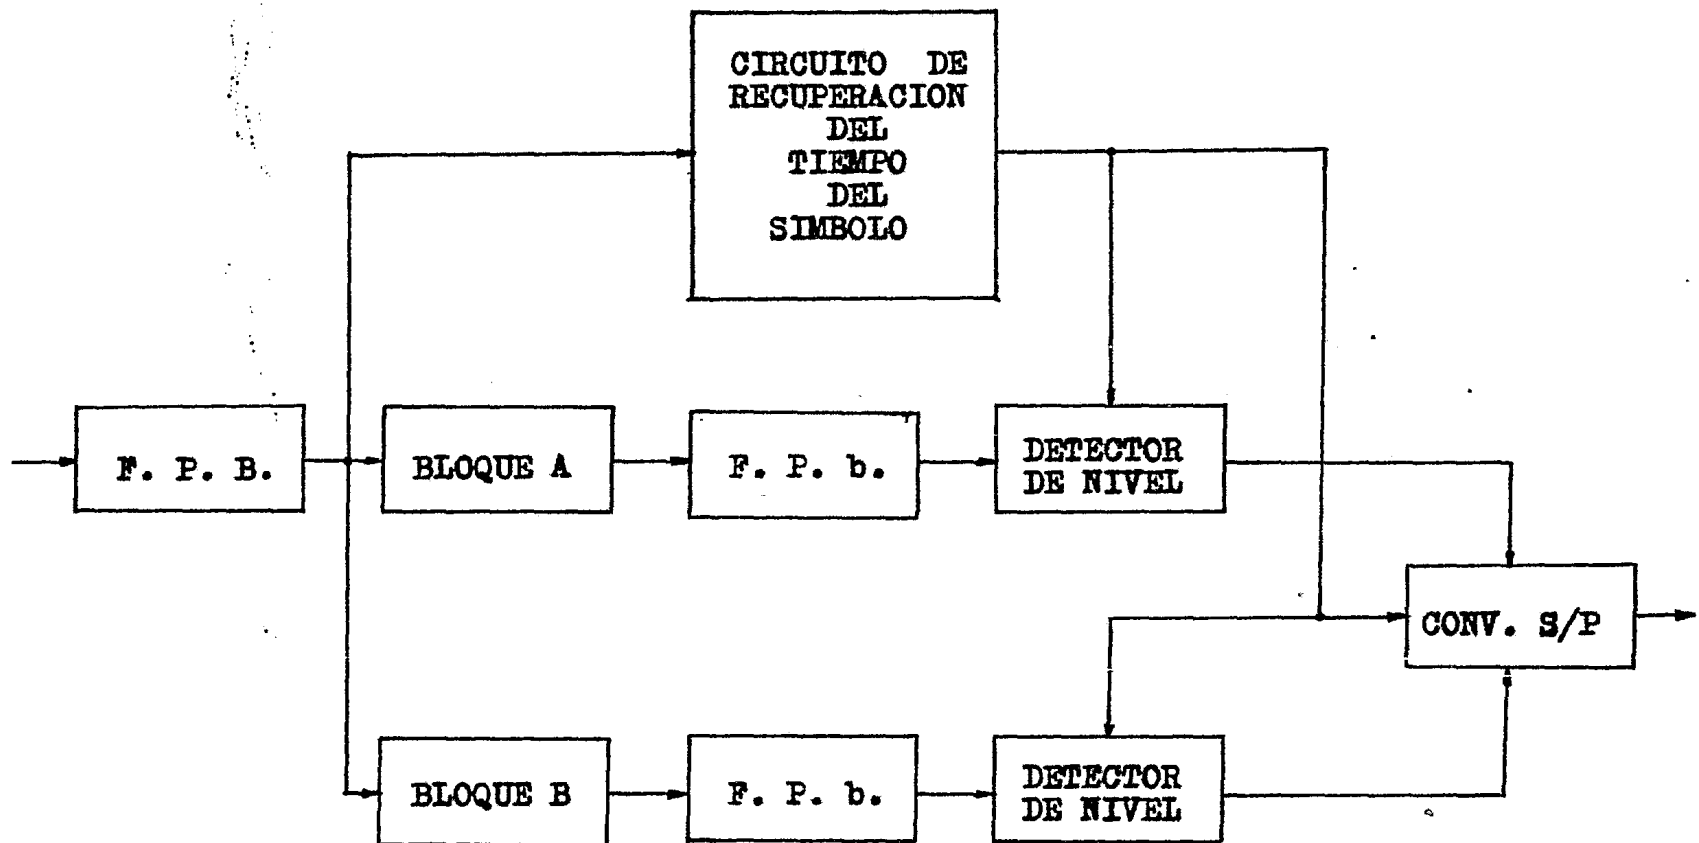 CIRCUITO DE
RECUPERACION
DEL
TIEMPO
DEL
SIMBOLO
F. P. B.
BLOQUE A
F. P. b.
DETECTOR
DE NIVEL
CONV. S/P
BLOQUE B
F. P. b.
DETECTOR
DE NIVEL